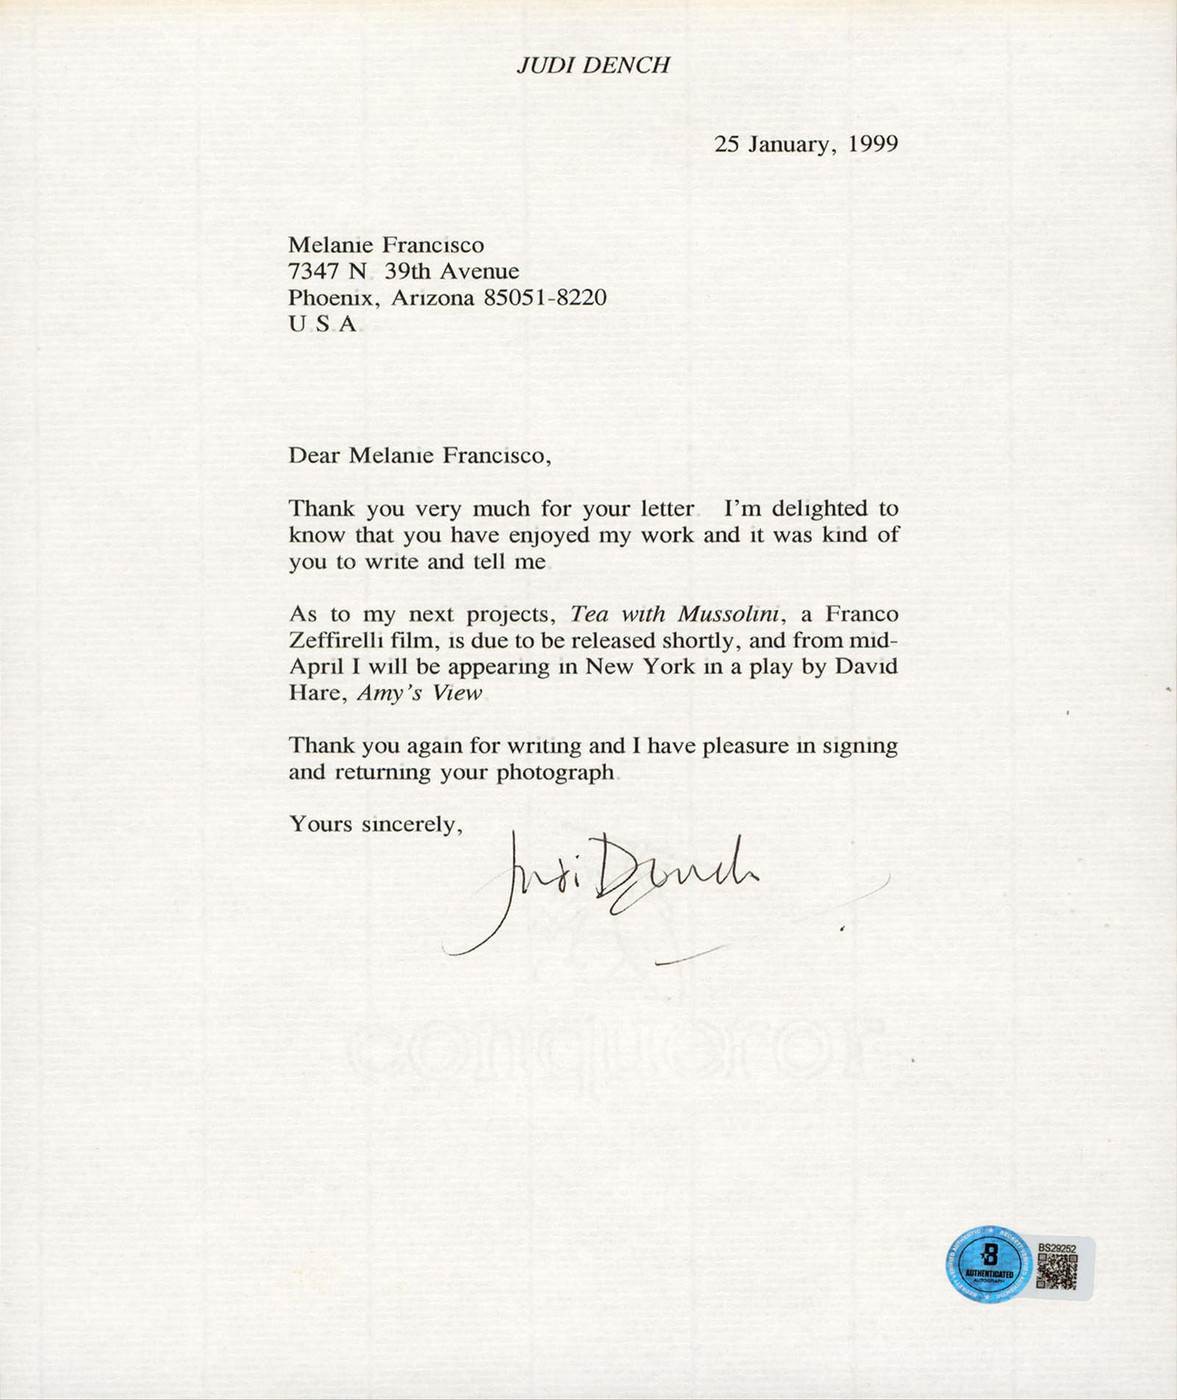 JUDI DENCH
25 January, 1999
Melanie Francisco
7347 N. 39th Avenue
Phoenix, Arizona 85051-8220
U.S.A.
Dear Melanie Francisco,
Thank you very much for your letter. I'm delighted to
know that you have enjoyed my work and it was kind of
you to write and tell me.
As to my next projects, Tea with Mussolini, a Franco
Zeffirelli film, is due to be released shortly, and from mid-
April I will be appearing in New York in a play by David
Hare, Amy's View.
Thank you again for writing and I have pleasure in signing
and returning your photograph.
Yours sincerely,
Judi Dench
conqueror
B
AUTHENTICATED
AUTOGRAPH
BS29252